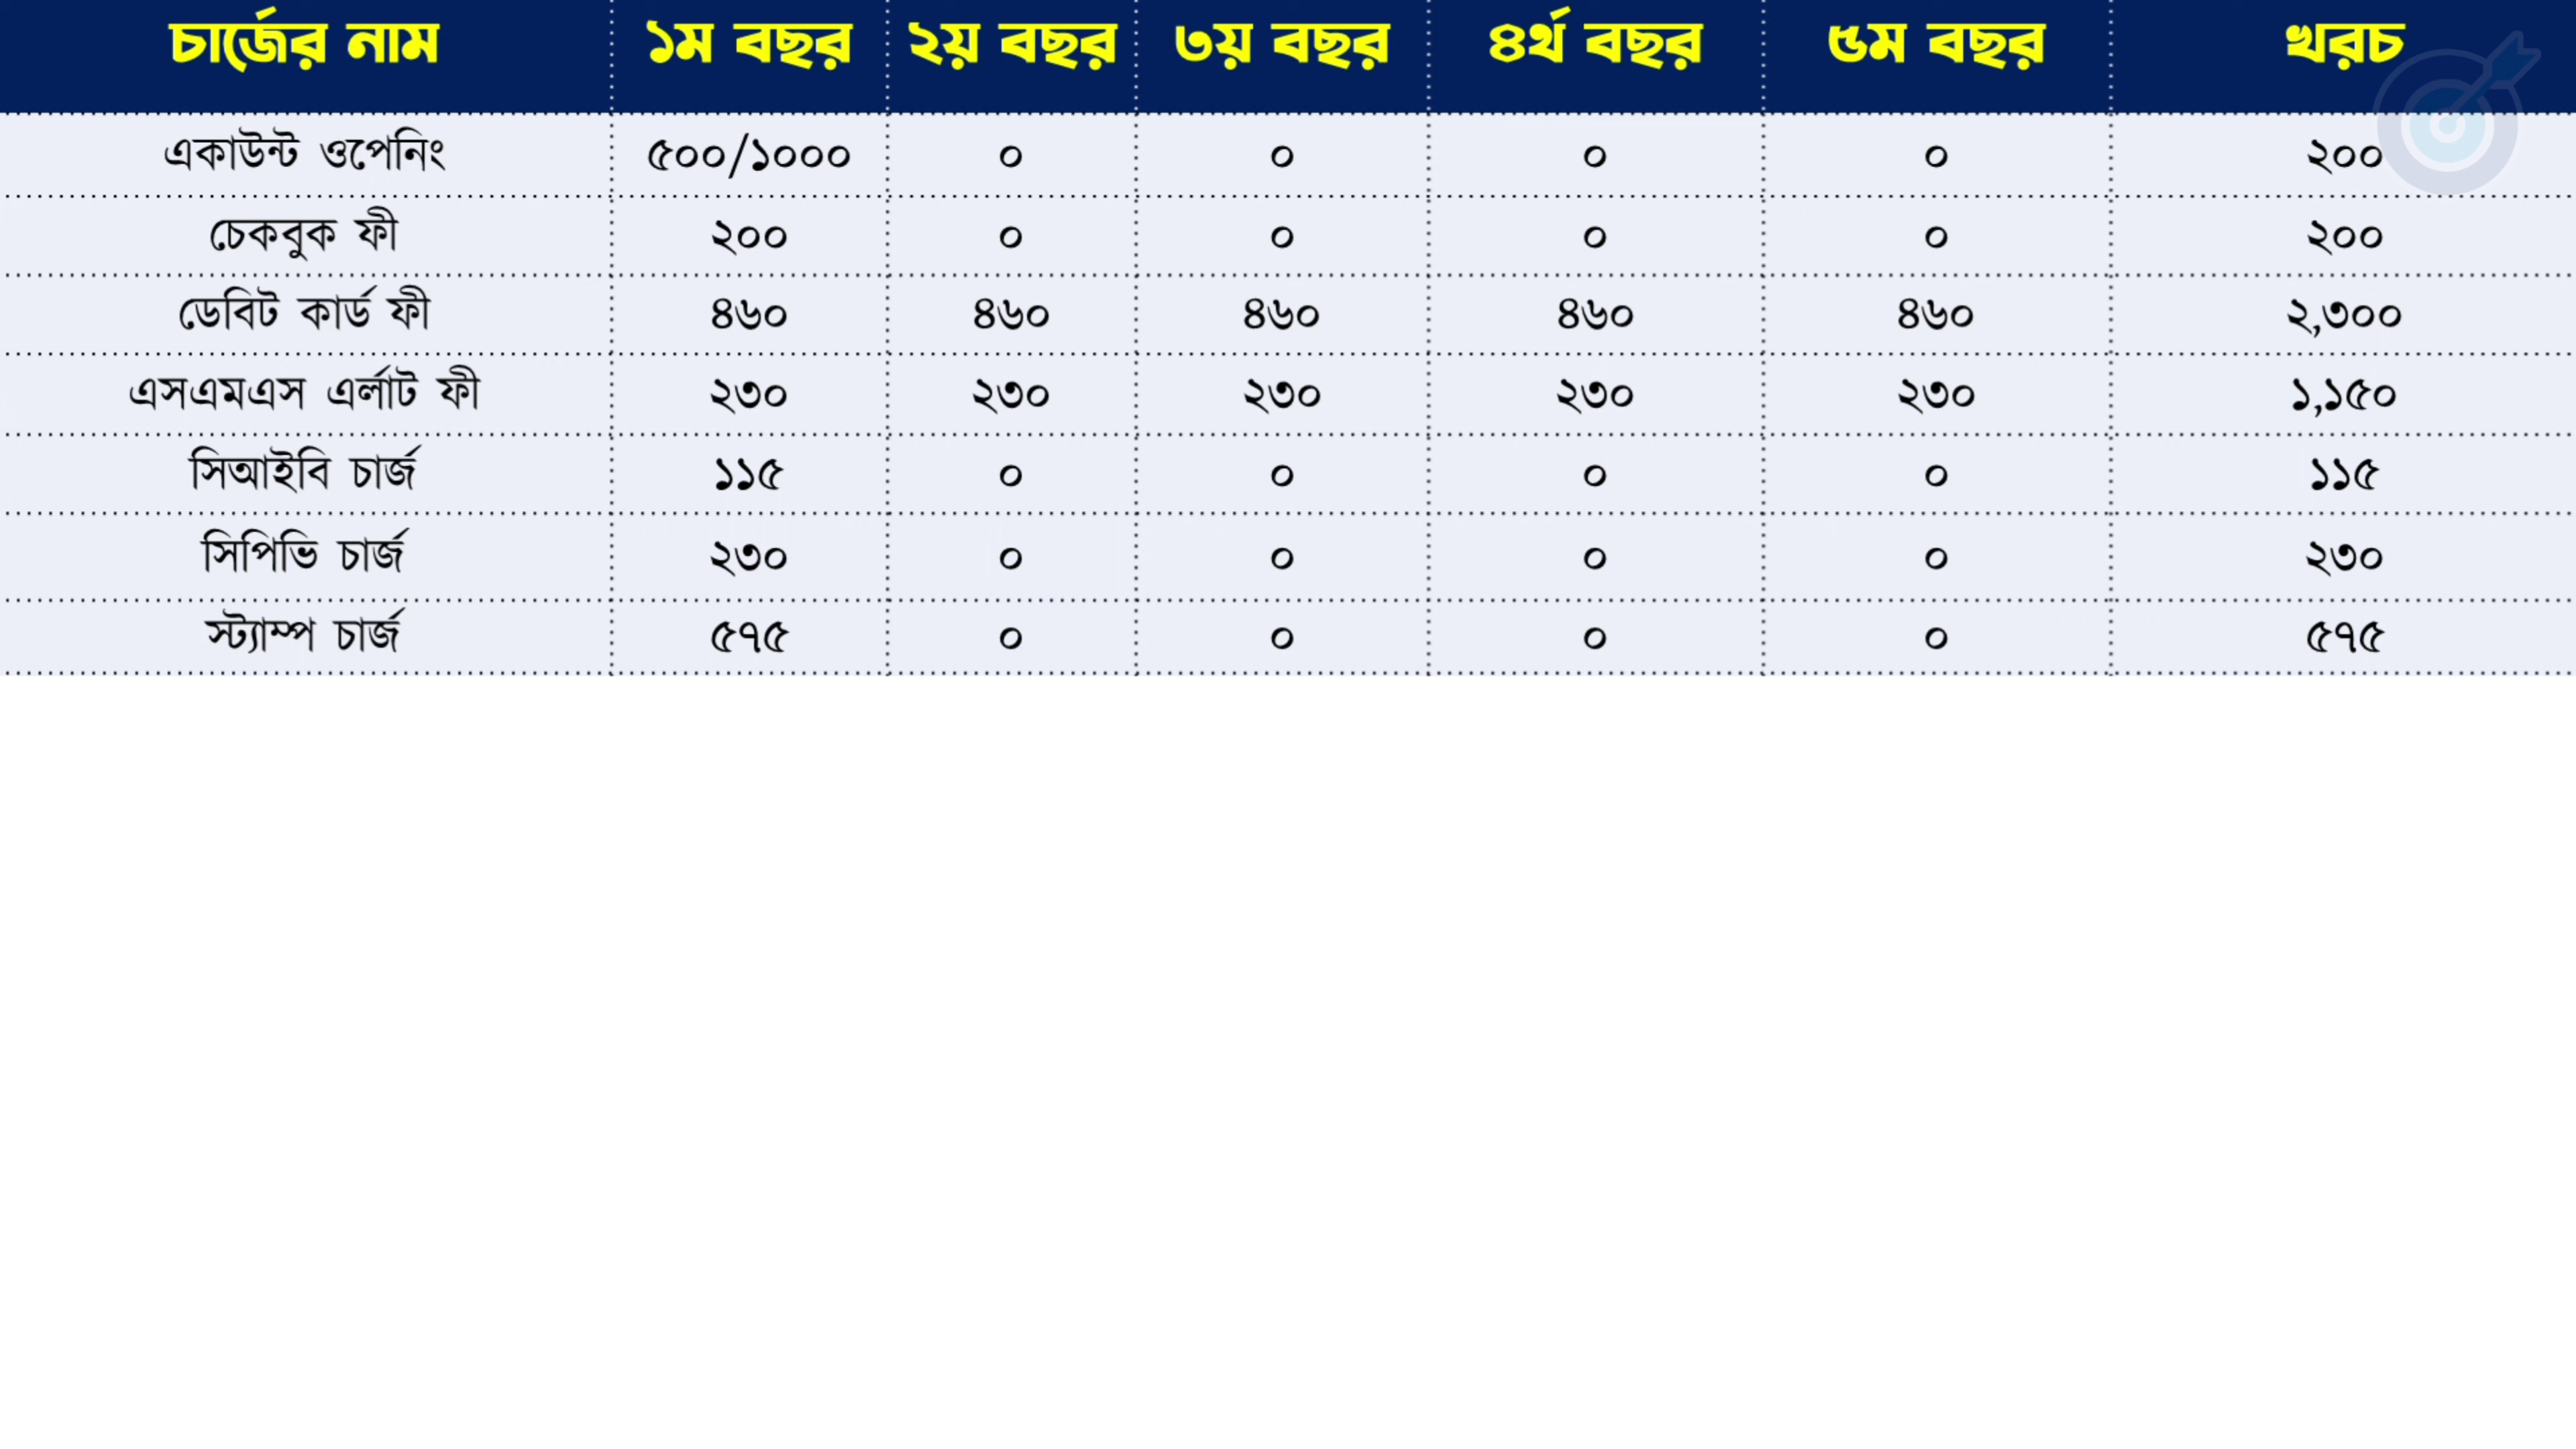 চার্জের নাম ১ম বছর ২য় বছর ৩য় বছর ৪র্থ বছর ৫ম বছর খরচ
একাউন্ট ওপেনিং ৫০০/১০০০ ০ ০ ০ ০ ২০০
চেকবুক ফী ২০০ ০ ০ ০ ০ ২০০
ডেবিট কার্ড ফী ৪৬০ ৪৬০ ৪৬০ ৪৬০ ৪৬০ ২,৩০০
এসএমএস এর্লাট ফী ২৩০ ২৩০ ২৩০ ২৩০ ২৩০ ১,১৫০
সিআইবি চার্জ ১১৫ ০ ০ ০ ০ ১১৫
সিপিভি চার্জ ২৩০ ০ ০ ০ ০ ২৩০
স্ট্যাম্প চার্জ ৫৭৫ ০ ০ ০ ০ ৫৭৫